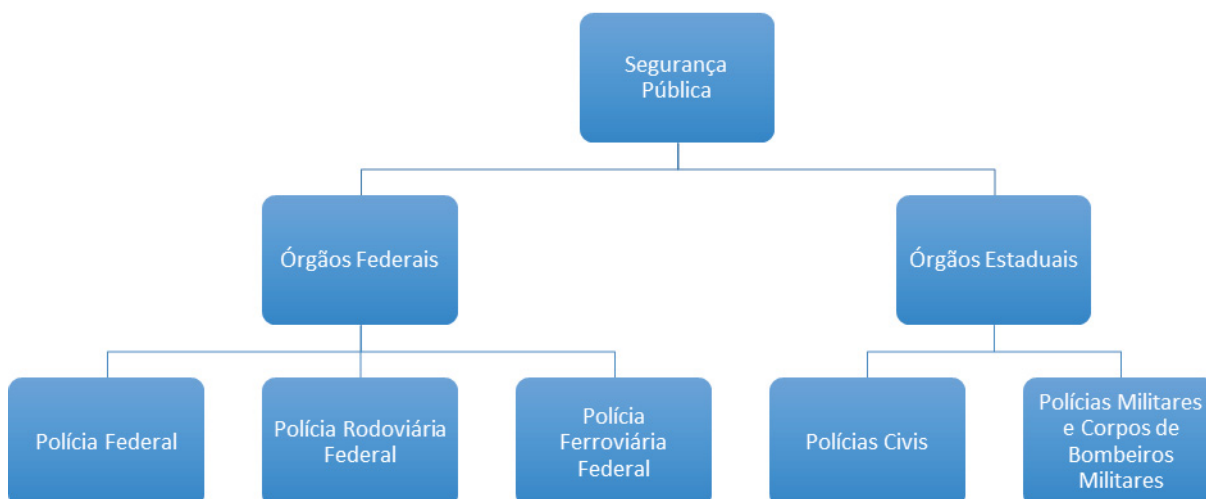 Segurança
Pública
Órgãos Federais
Órgãos Estaduais
Polícia Federal
Polícia Rodoviária
Federal
Polícia
Ferroviária
Federal
Polícias Civis
Polícias Militares
e Corpos de
Bombeiros
Militares